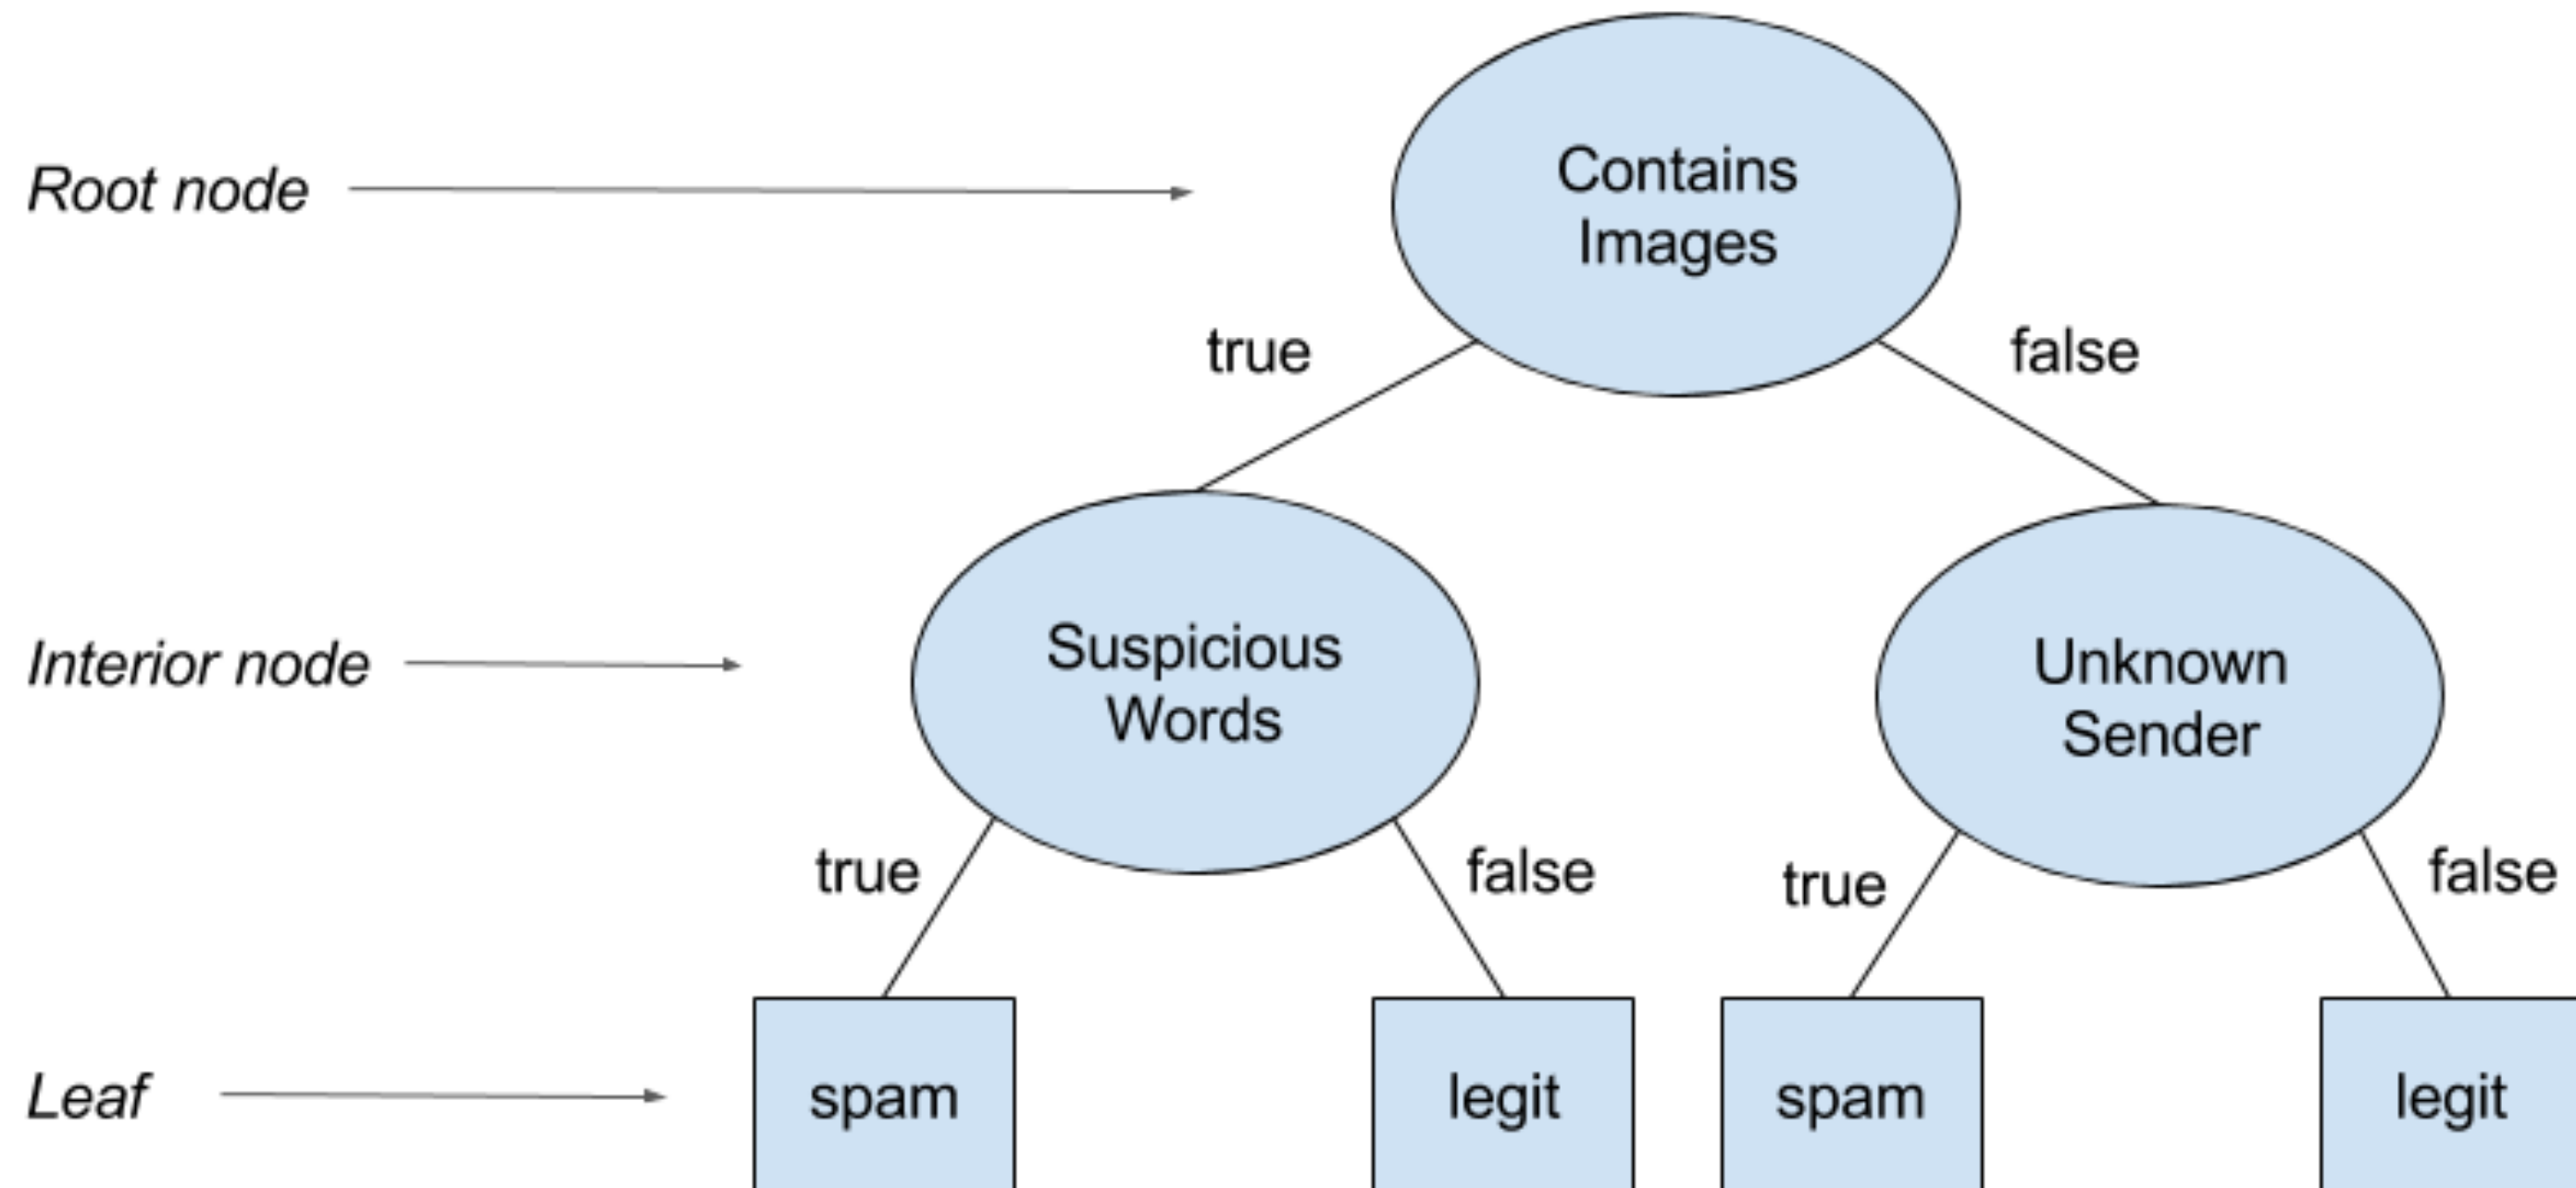 Root node
Contains
Images
true
false
Interior node
Suspicious
Words
Unknown
Sender
true
false
true
false
Leaf
spam
legit
spam
legit